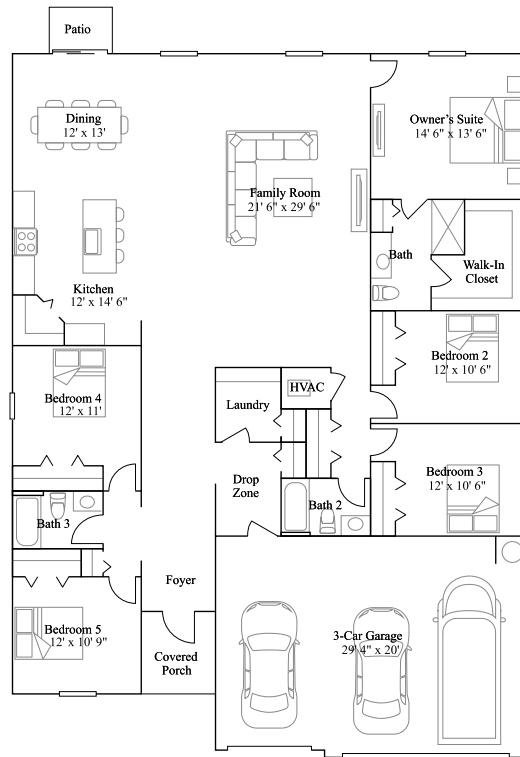 Patio
Dining
12' x 13'
Owner's Suite
14' 6" x 13' 6"
Family Room
21' 6" x 29' 6"
Bath
Walk-In
Closet
Kitchen
12' x 14' 6"
Bedroom 2
12' x 10' 6"
HVAC
Bedroom 4
12' x 11'
Laundry
Bedroom 3
12' x 10' 6"
Drop
Zone
Bath 2
Bath 3
Foyer
Bedroom 5
12' x 10' 9"
3-Car Garage
29' 4" x 20'
Covered
Porch